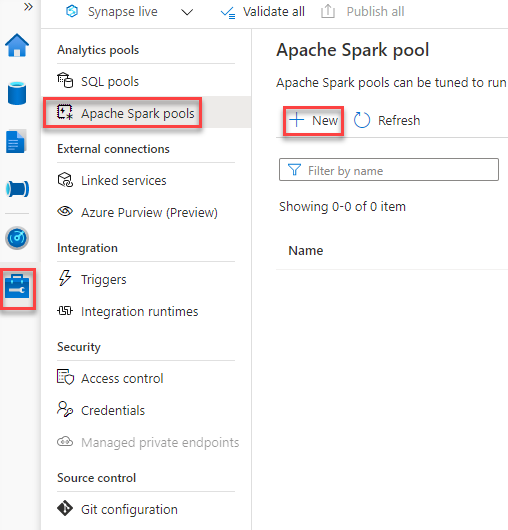 »
Synapse live
Validate all
Publish all
Analytics pools
SQL pools
Apache Spark pools
External connections
Linked services
Azure Purview (Preview)
Integration
Triggers
Integration runtimes
Security
Access control
Credentials
Managed private endpoints
Source control
Git configuration
Apache Spark pool
Apache Spark pools can be tuned to run
New
Refresh
Filter by name
Showing 0-0 of 0 item
Name